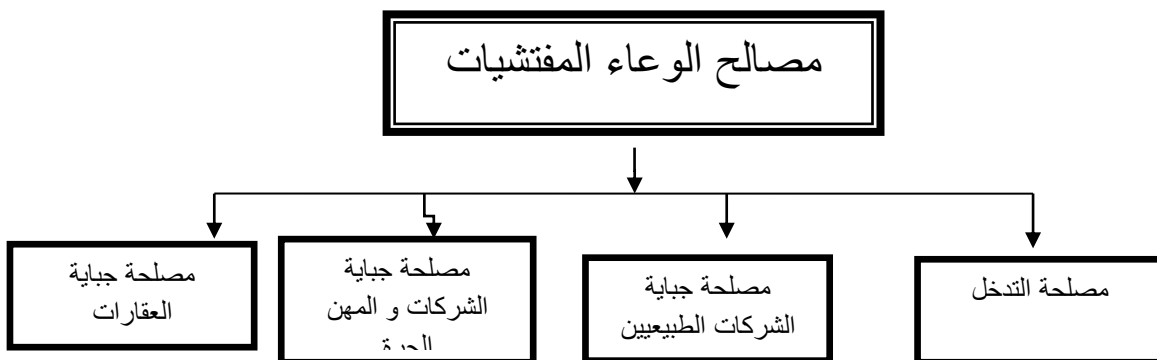 مصالح الوعاء المفتشيات
مصلحة التدخل
مصلحة جباية
الشركات الطبيعيين
مصلحة جباية
الشركات و المهن
مصلحة جباية
العقارات